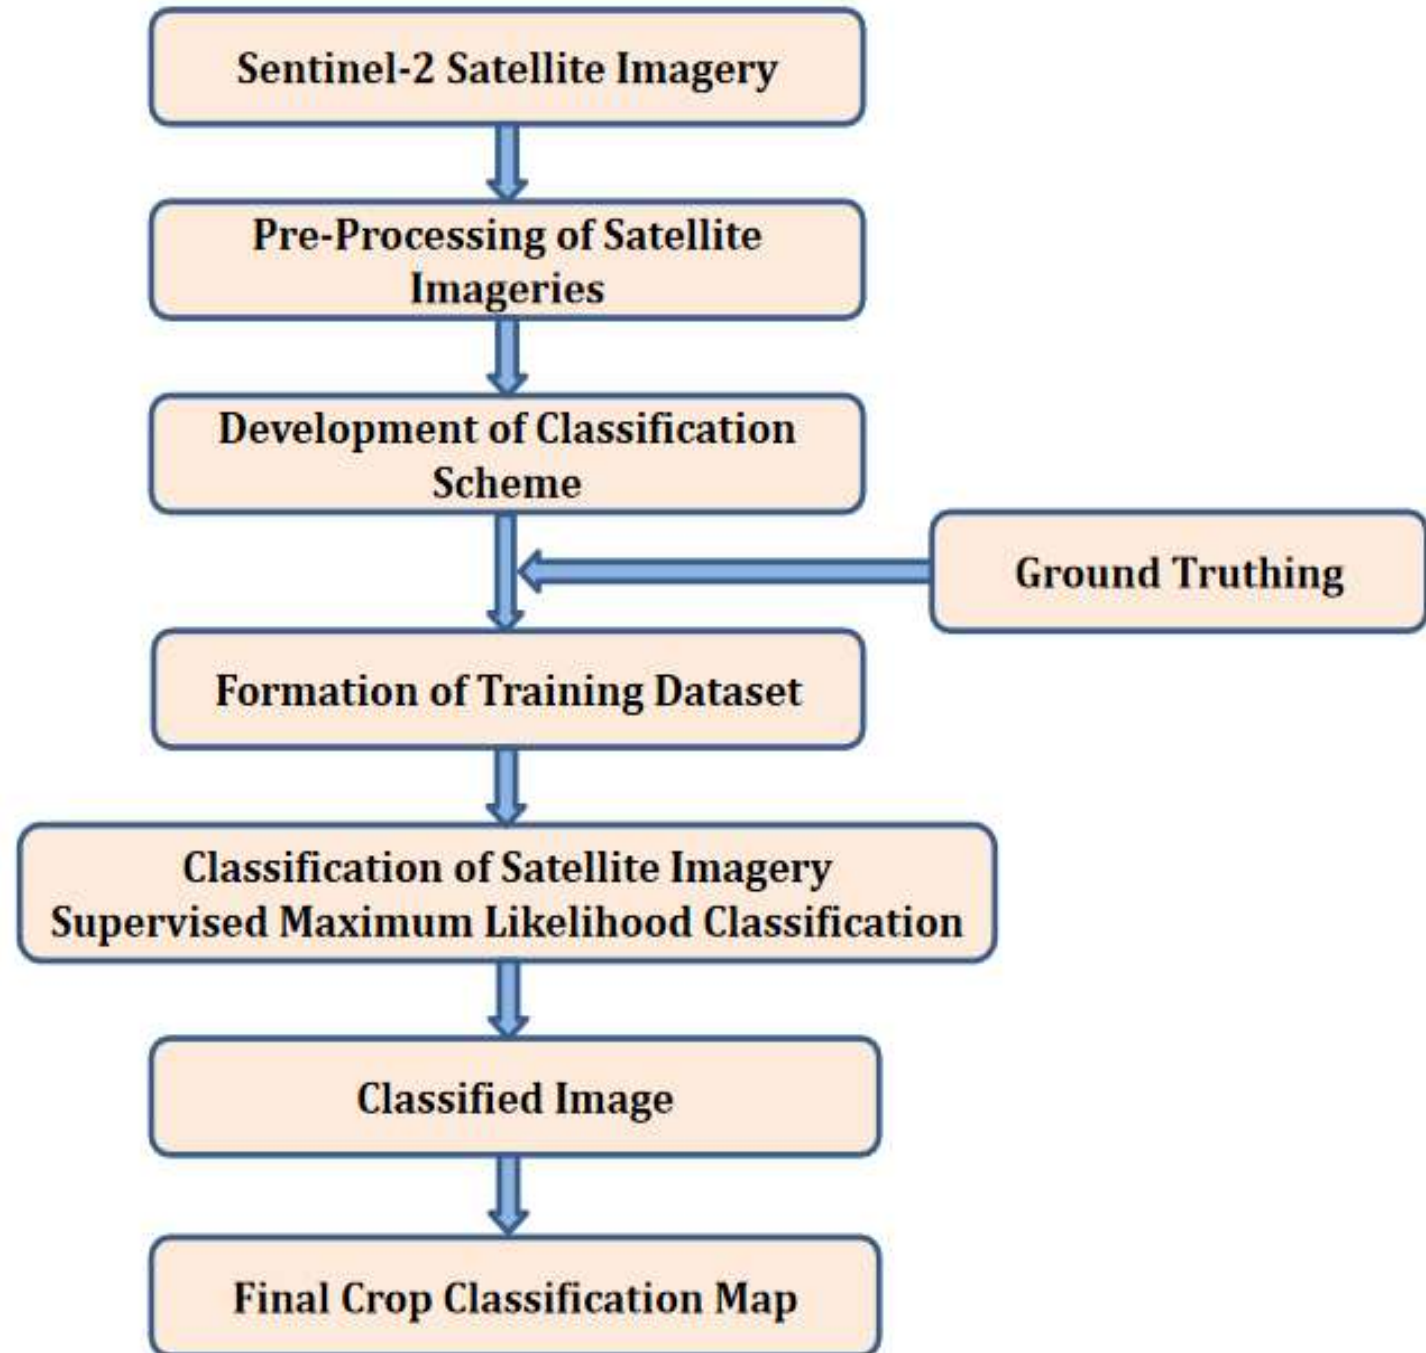 Sentinel-2 Satellite Imagery
Pre-Processing of Satellite
Imageries
Development of Classification
Scheme
Ground Truthing
Formation of Training Dataset
Classification of Satellite Imagery
Supervised Maximum Likelihood Classification
Classified Image
Final Crop Classification Map